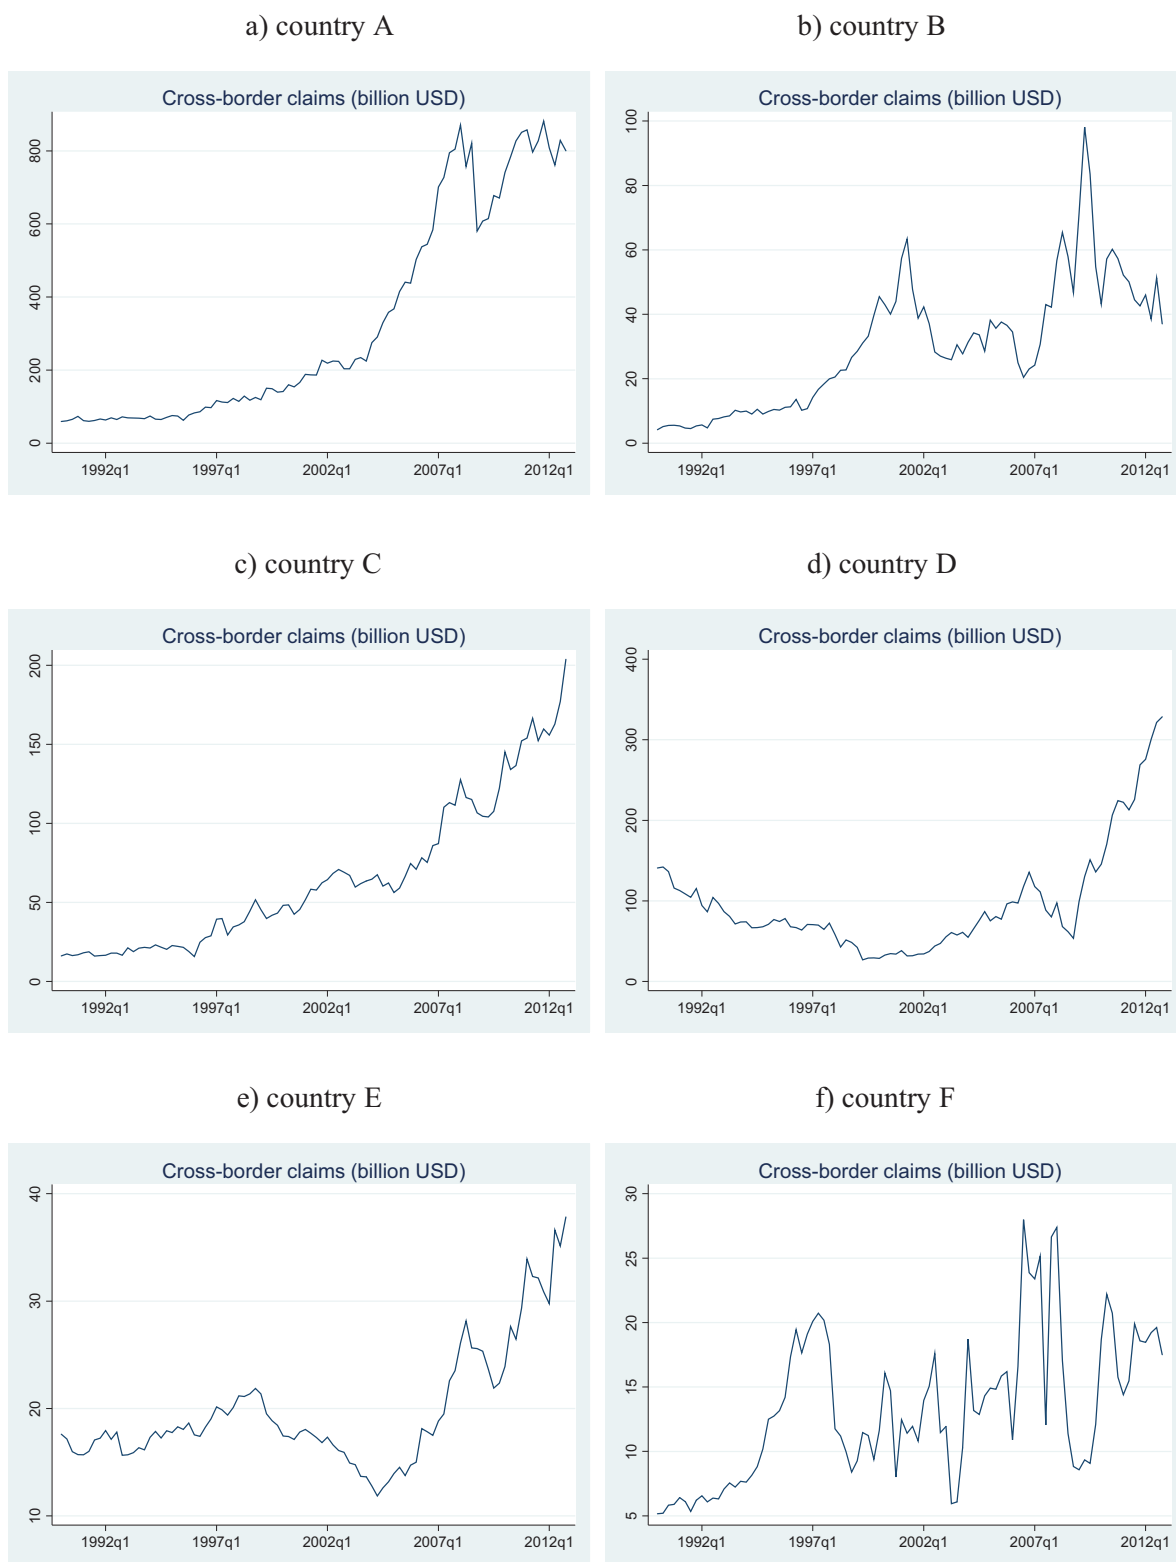 a) country A
b) country B
Cross-border claims (billion USD)
Cross-border claims (billion USD)
800
600
400
200
0
1992q1 1997q1 2002q1 2007q1 2012q1
100
80
60
40
20
0
1992q1 1997q1 2002q1 2007q1 2012q1
c) country C
d) country D
Cross-border claims (billion USD)
Cross-border claims (billion USD)
200
150
100
50
0
1992q1 1997q1 2002q1 2007q1 2012q1
400
300
200
100
0
1992q1 1997q1 2002q1 2007q1 2012q1
e) country E
f) country F
Cross-border claims (billion USD)
Cross-border claims (billion USD)
40
30
20
10
1992q1 1997q1 2002q1 2007q1 2012q1
30
25
20
15
10
5
1992q1 1997q1 2002q1 2007q1 2012q1